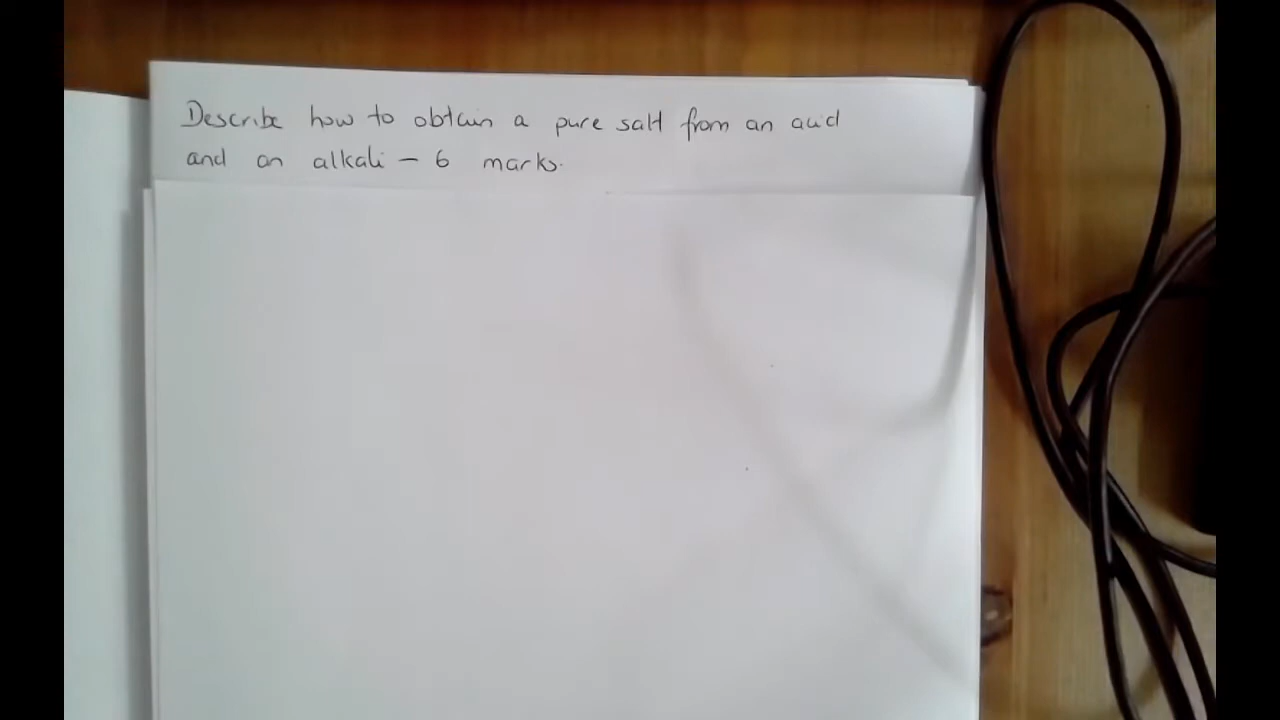 Describe how to obtain a pure salt from an acid
and an alkali – 6 marks.